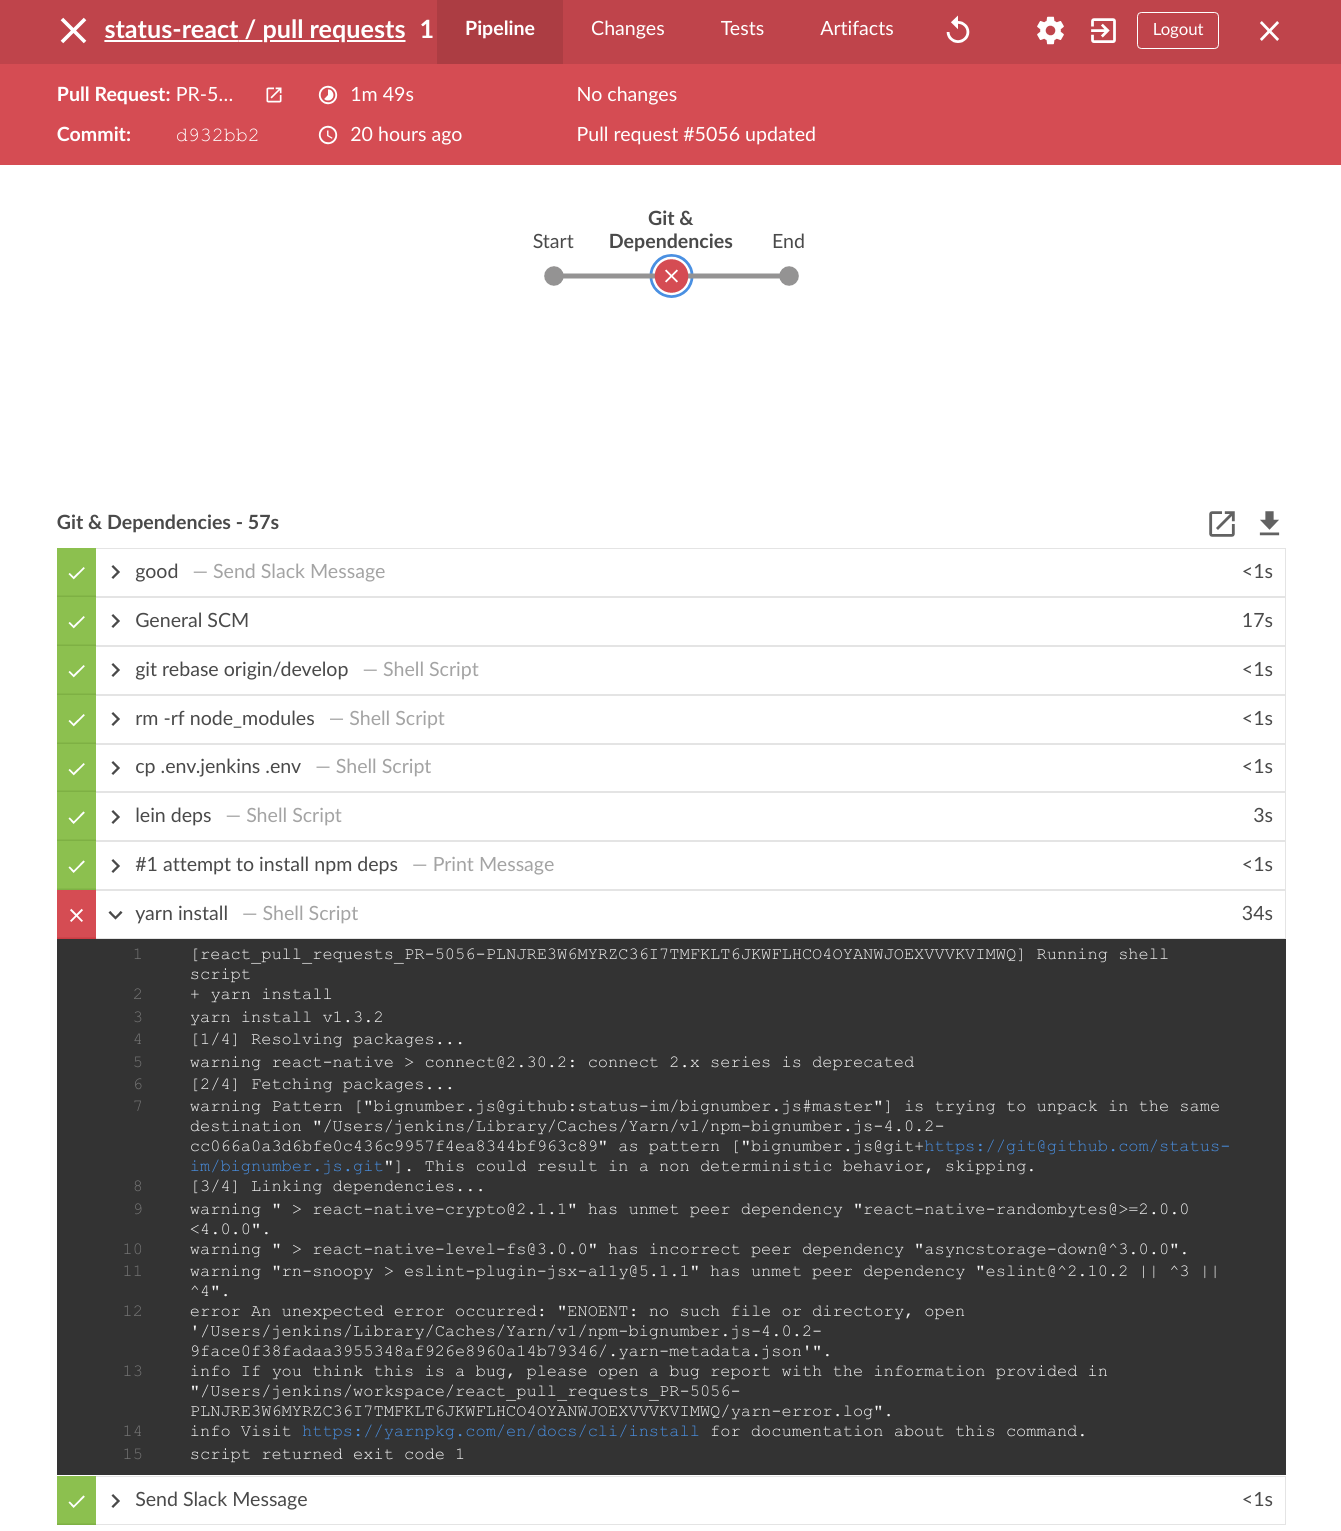 status-react / pull requests 1 Pipeline Changes Tests Artifacts Logout
Pull Request: PR-5... 1m 49s No changes
Commit: d932bb2 20 hours ago Pull request #5056 updated
Git &
Start Dependencies End
Git & Dependencies - 57s
good — Send Slack Message <1s
General SCM 17s
git rebase origin/develop — Shell Script <1s
rm -rf node_modules — Shell Script <1s
cp .env.jenkins .env — Shell Script <1s
lein deps — Shell Script 3s
#1 attempt to install npm deps — Print Message <1s
yarn install — Shell Script 34s
1 [react_pull_requests_PR-5056-PLNJRE3W6MYRZC36I7TMFKLT6JKWFLHCO4OYANWJOEXVVVKVIMWQ] Running shell
script
2 + yarn install
3 yarn install v1.3.2
4 [1/4] Resolving packages...
5 warning react-native > connect@2.30.2: connect 2.x series is deprecated
6 [2/4] Fetching packages...
7 warning Pattern ["bignumber.js@github:status-im/bignumber.js#master"] is trying to unpack in the same
destination "/Users/jenkins/Library/Caches/Yarn/v1/npm-bignumber.js-4.0.2-
cc066a0a3d6bfe0c436c9957f4ea8344bf963c89" as pattern ["bignumber.js@git+https://git@github.com/status-
im/bignumber.js.git"]. This could result in a non deterministic behavior, skipping.
8 [3/4] Linking dependencies...
9 warning " > react-native-crypto@2.1.1" has unmet peer dependency "react-native-randombytes@>=2.0.0
<4.0.0".
10 warning " > react-native-level-fs@3.0.0" has incorrect peer dependency "asyncstorage-down@^3.0.0".
11 warning "rn-snoopy > eslint-plugin-jsx-a11y@5.1.1" has unmet peer dependency "eslint@^2.10.2 || ^3 ||
^4".
12 error An unexpected error occurred: "ENOENT: no such file or directory, open
'/Users/jenkins/Library/Caches/Yarn/v1/npm-bignumber.js-4.0.2-
9face0f38fadaa3955348af926e8960a14b79346/.yarn-metadata.json'".
13 info If you think this is a bug, please open a bug report with the information provided in
"/Users/jenkins/workspace/react_pull_requests_PR-5056-
PLNJRE3W6MYRZC36I7TMFKLT6JKWFLHCO4OYANWJOEXVVVKVIMWQ/yarn-error.log".
14 info Visit https://yarnpkg.com/en/docs/cli/install for documentation about this command.
15 script returned exit code 1
Send Slack Message <1s